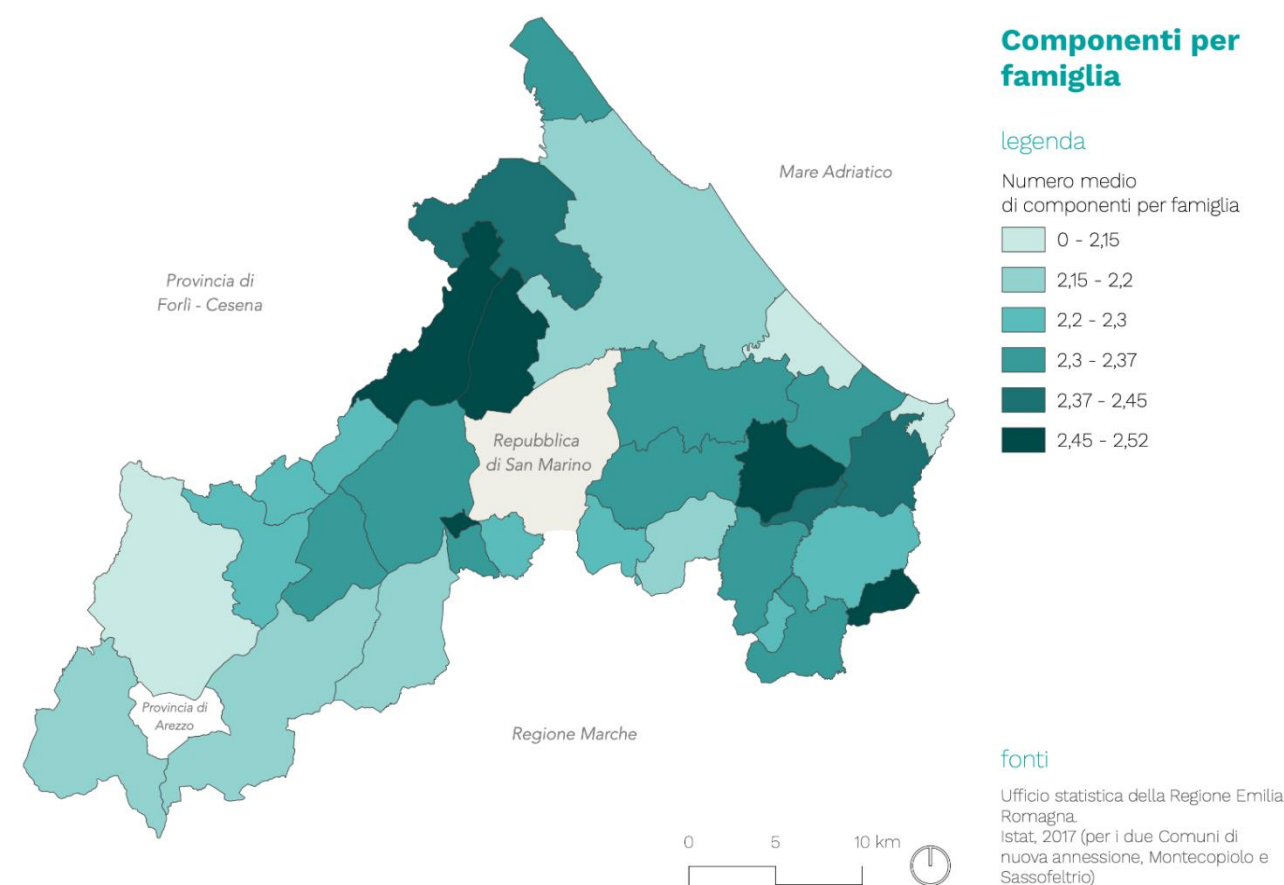 Componenti per
famiglia
legenda
Numero medio
di componenti per famiglia
0 - 2,15
2,15 - 2,2
2,2 - 2,3
2,3 - 2,37
2,37 - 2,45
2,45 - 2,52
Mare Adriatico
Provincia di
Forlì - Cesena
Repubblica
di San Marino
Provincia di
Arezzo
Regione Marche
0 5 10 km
fonti
Ufficio statistica della Regione Emilia
Romagna.
Istat, 2017 (per i due Comuni di
nuova annessione, Montecopiolo e
Sassofeltrio)